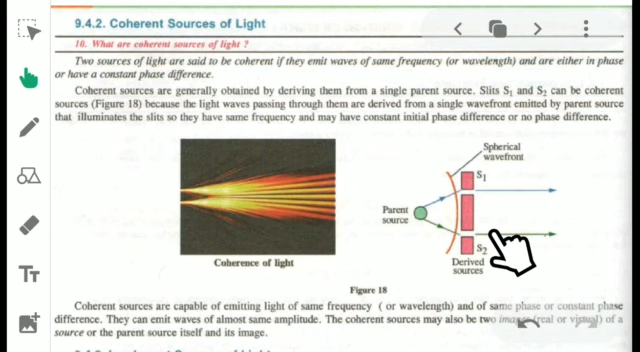 9.4.2. Coherent Sources of Light
10. What are coherent sources of light ?
Two sources of light are said to be coherent if they emit waves of same frequency (or wavelength) and are either in phase
or have a constant phase difference.
Coherent sources are generally obtained by deriving them from a single parent source. Slits S₁ and S₂ can be coherent
sources (Figure 18) because the light waves passing through them are derived from a single wavefront emitted by parent source
that illuminates the slits so they have same frequency and may have constant initial phase difference or no phase difference.
Spherical
wavefront
S₁
Parent
source
S₂
Derived
sources
Coherence of light
Figure 18
Coherent sources are capable of emitting light of same frequency ( or wavelength) and of same phase or constant phase
difference. They can emit waves of almost same amplitude. The coherent sources may also be two (real or virtual) of a
source or the parent source itself and its image.
TT